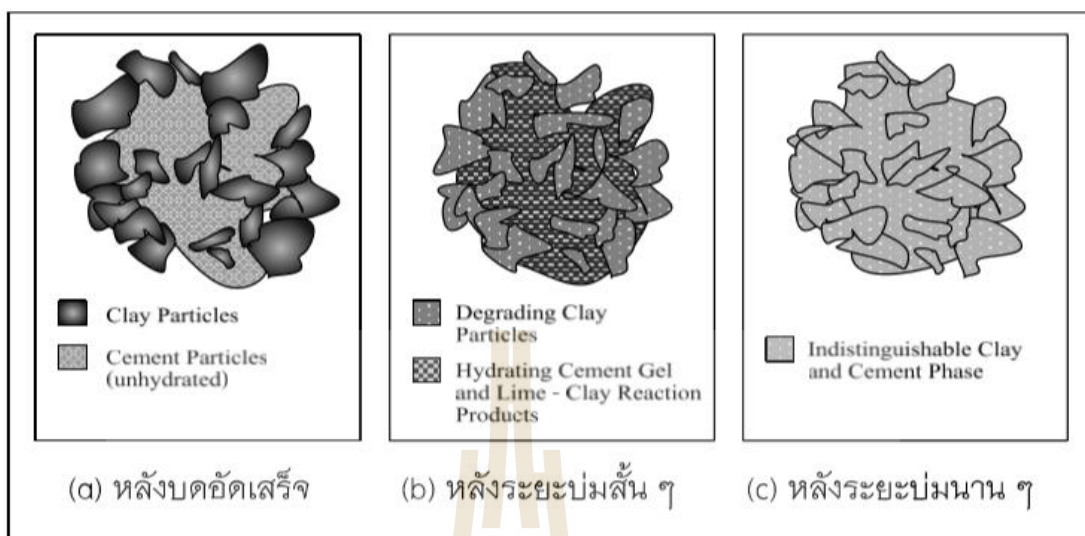 Clay Particles
Cement Particles
(unhydrated)
Degrading Clay
Particles
Hydrating Cement Gel
and Lime - Clay Reaction
Products
Indistinguishable Clay
and Cement Phase
(a) หลังบดอัดเสร็จ
(b) หลังระยะบ่มสั้น ๆ
(c) หลังระยะบ่มนาน ๆ